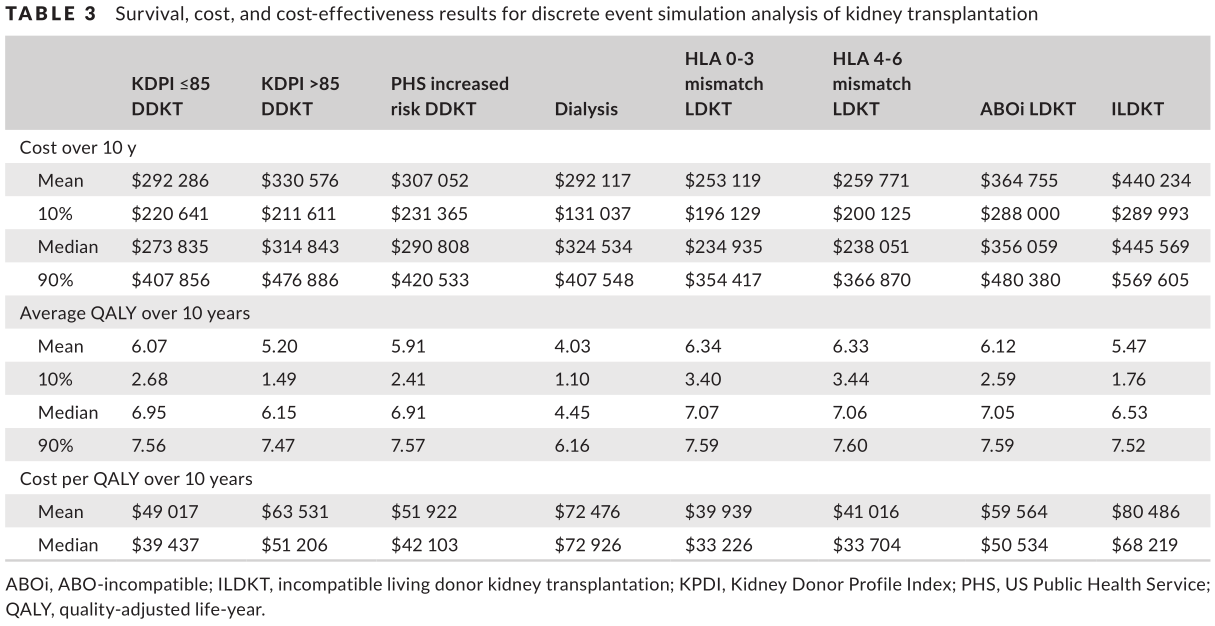 TABLE 3 Survival, cost, and cost-effectiveness results for discrete event simulation analysis of kidney transplantation
KDPI ≤85 DDKT KDPI >85 DDKT PHS increased risk DDKT Dialysis HLA 0-3 mismatch LDKT HLA 4-6 mismatch LDKT ABOi LDKT ILDKT
Cost over 10 y
Mean $292 286 $330 576 $307 052 $292 117 $253 119 $259 771 $364 755 $440 234
10% $220 641 $211 611 $231 365 $131 037 $196 129 $200 125 $288 000 $289 993
Median $273 835 $314 843 $290 808 $324 534 $234 935 $238 051 $356 059 $445 569
90% $407 856 $476 886 $420 533 $407 548 $354 417 $366 870 $480 380 $569 605
Average QALY over 10 years
Mean 6.07 5.20 5.91 4.03 6.34 6.33 6.12 5.47
10% 2.68 1.49 2.41 1.10 3.40 3.44 2.59 1.76
Median 6.95 6.15 6.91 4.45 7.07 7.06 7.05 6.53
90% 7.56 7.47 7.57 6.16 7.59 7.60 7.59 7.52
Cost per QALY over 10 years
Mean $49 017 $63 531 $51 922 $72 476 $39 939 $41 016 $59 564 $80 486
Median $39 437 $51 206 $42 103 $72 926 $33 226 $33 704 $50 534 $68 219
ABOi, ABO-incompatible; ILDKT, incompatible living donor kidney transplantation; KPDI, Kidney Donor Profile Index; PHS, US Public Health Service;
QALY, quality-adjusted life-year.